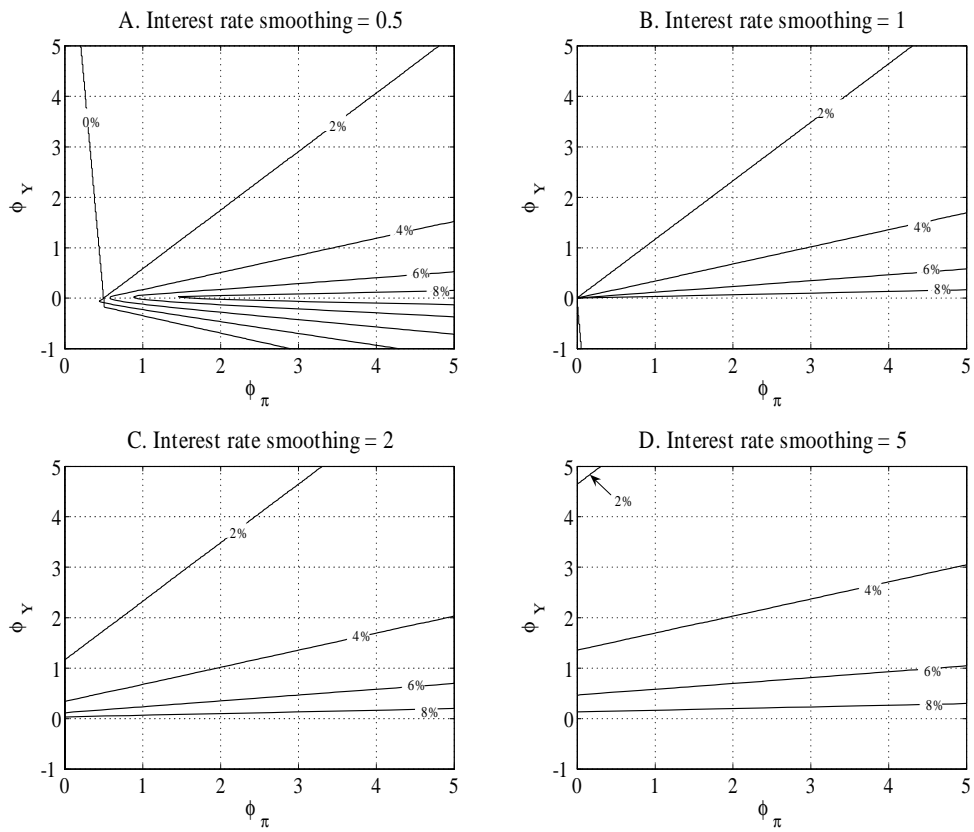 A. Interest rate smoothing = 0.5
5
4
3
2
1
0
-1
0 1 2 3 4 5
ϕ Y
ϕ π
0%
2%
4%
6%
8%
B. Interest rate smoothing = 1
5
4
3
2
1
0
-1
0 1 2 3 4 5
ϕ Y
ϕ π
2%
4%
6%
8%
C. Interest rate smoothing = 2
5
4
3
2
1
0
-1
0 1 2 3 4 5
ϕ Y
ϕ π
2%
4%
6%
8%
D. Interest rate smoothing = 5
5
4
3
2
1
0
-1
0 1 2 3 4 5
ϕ Y
ϕ π
2%
4%
6%
8%